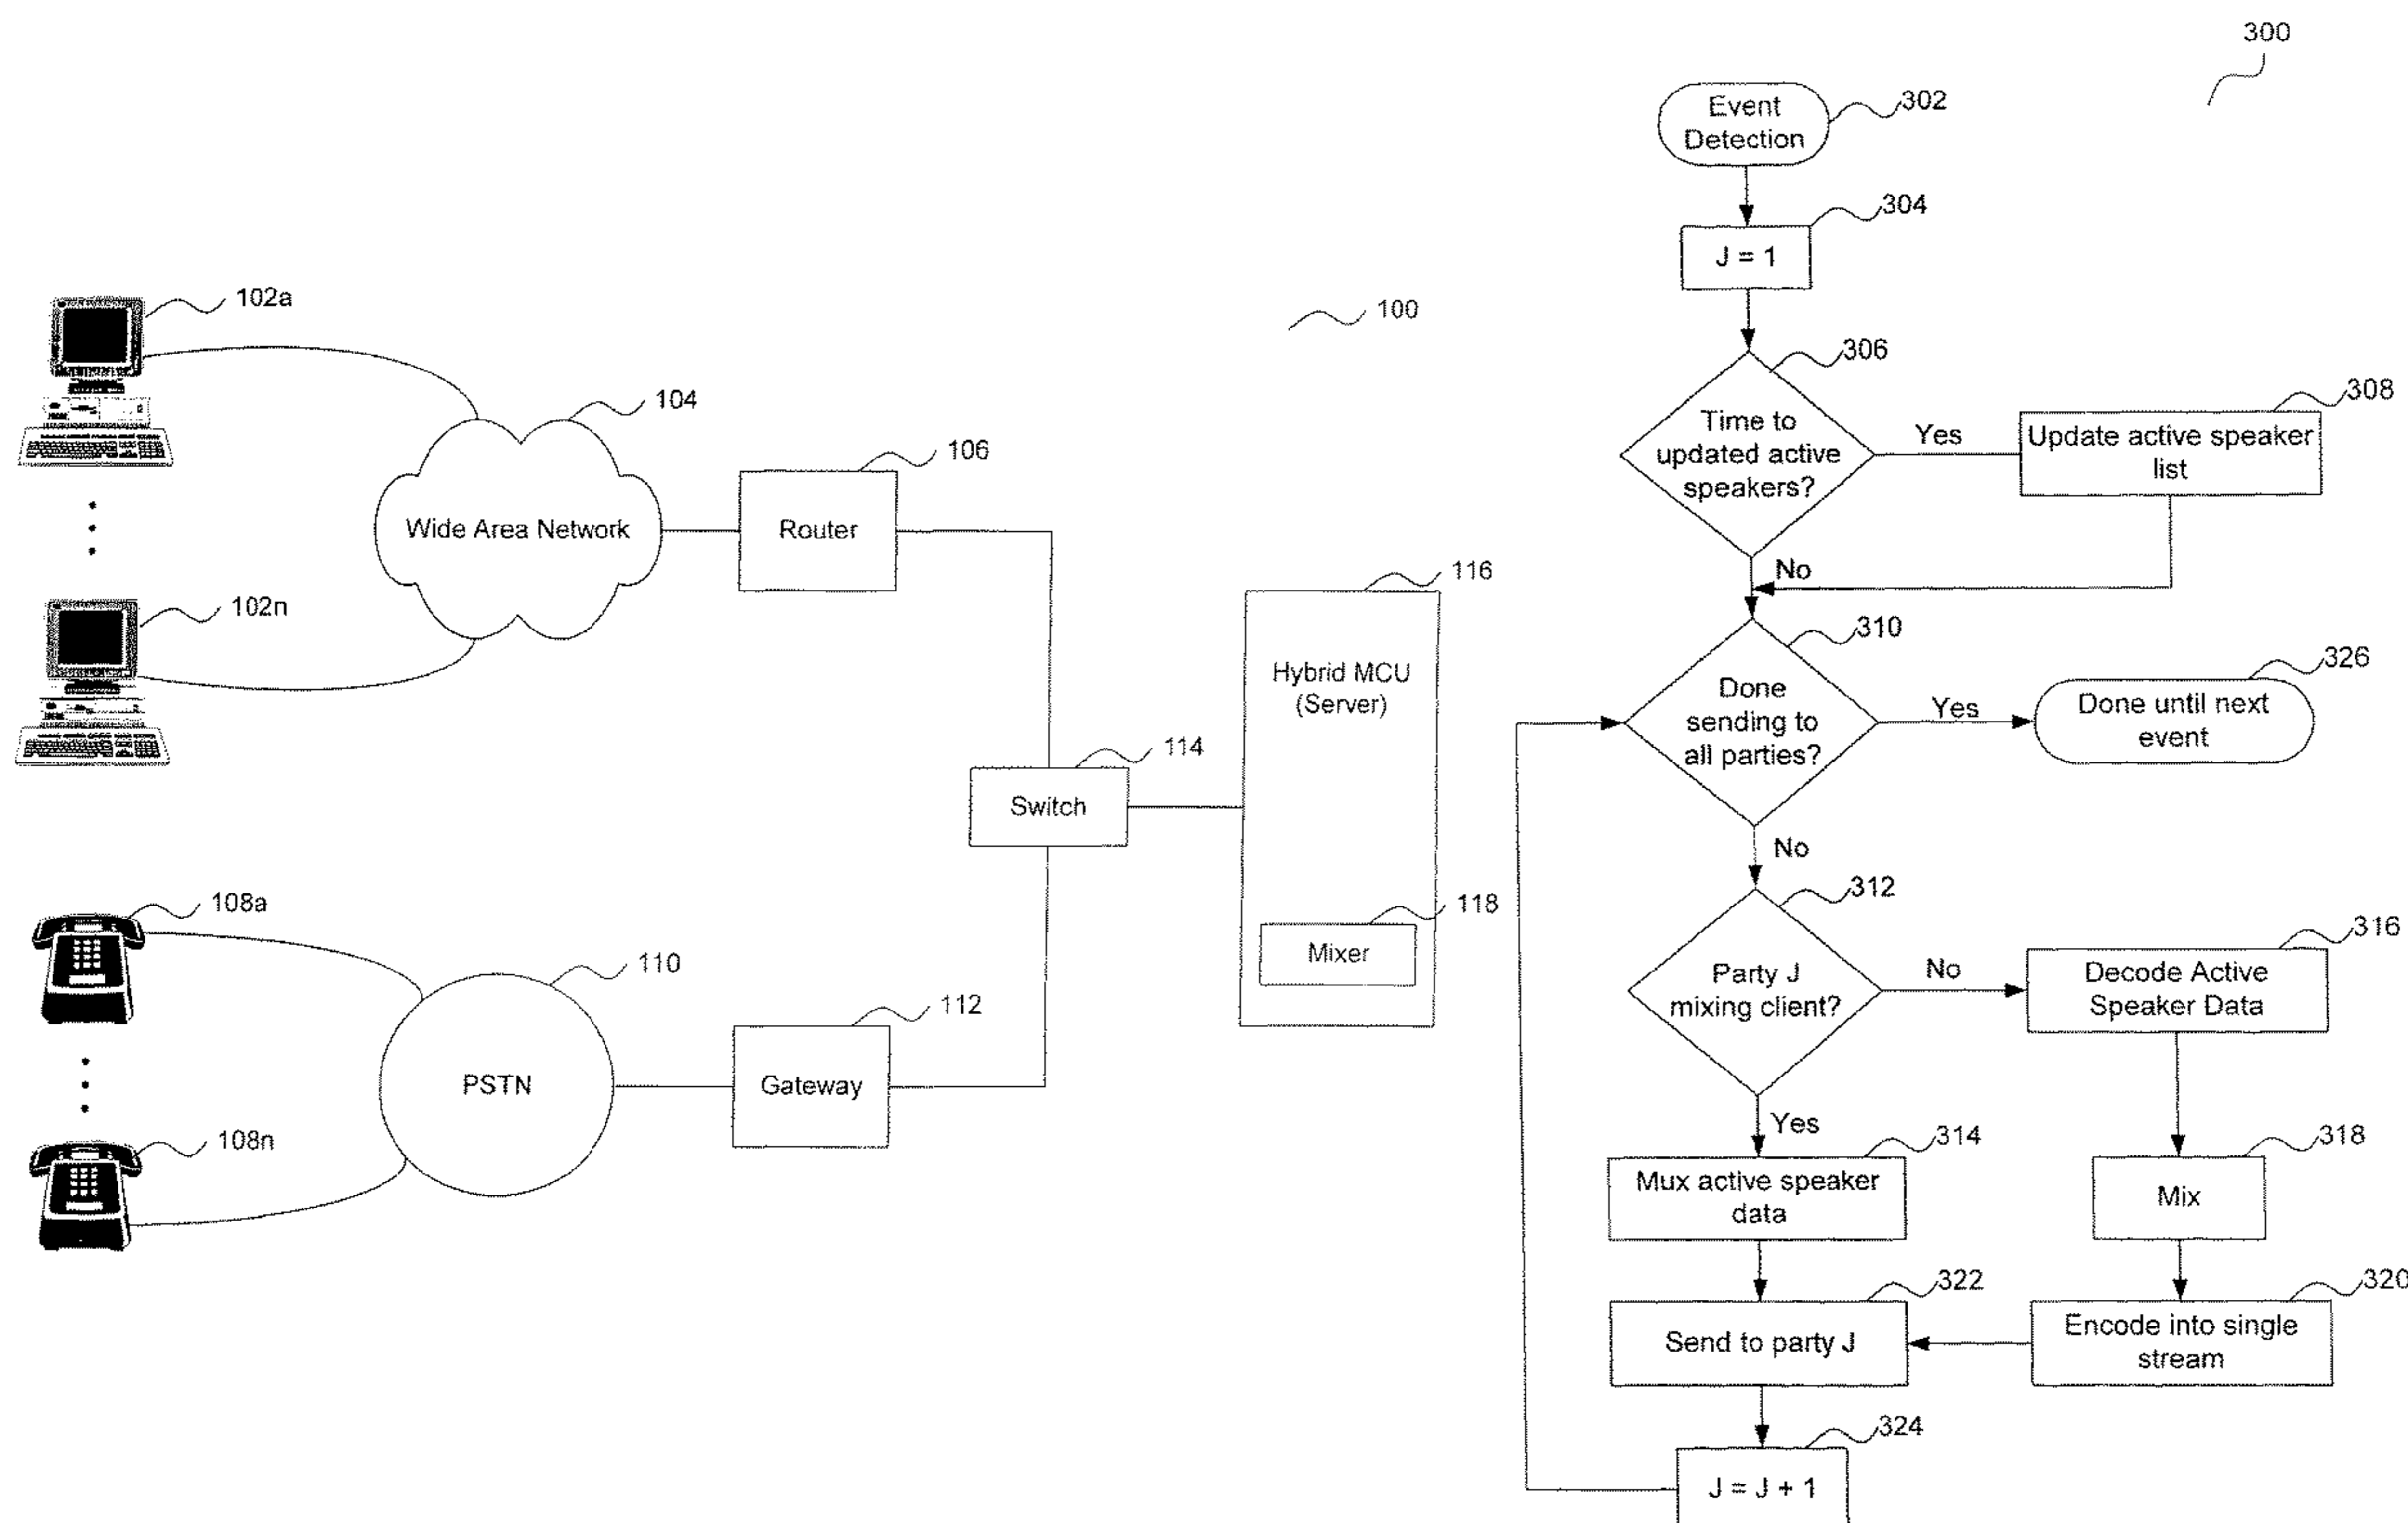 102a
104
106
Wide Area Network
Router
102n
100
116
Hybrid MCU
(Server)
114
Switch
118
Mixer
108a
110
112
PSTN
Gateway
108n
300
302
Event
Detection
304
J = 1
306
Time to
updated active
speakers?
Yes
308
Update active speaker
list
No
310
Done
sending to
all parties?
Yes
326
Done until next
event
No
312
Party J
mixing client?
No
316
Decode Active
Speaker Data
Yes
314
Mux active speaker
data
318
Mix
322
Send to party J
320
Encode into single
stream
324
J = J + 1